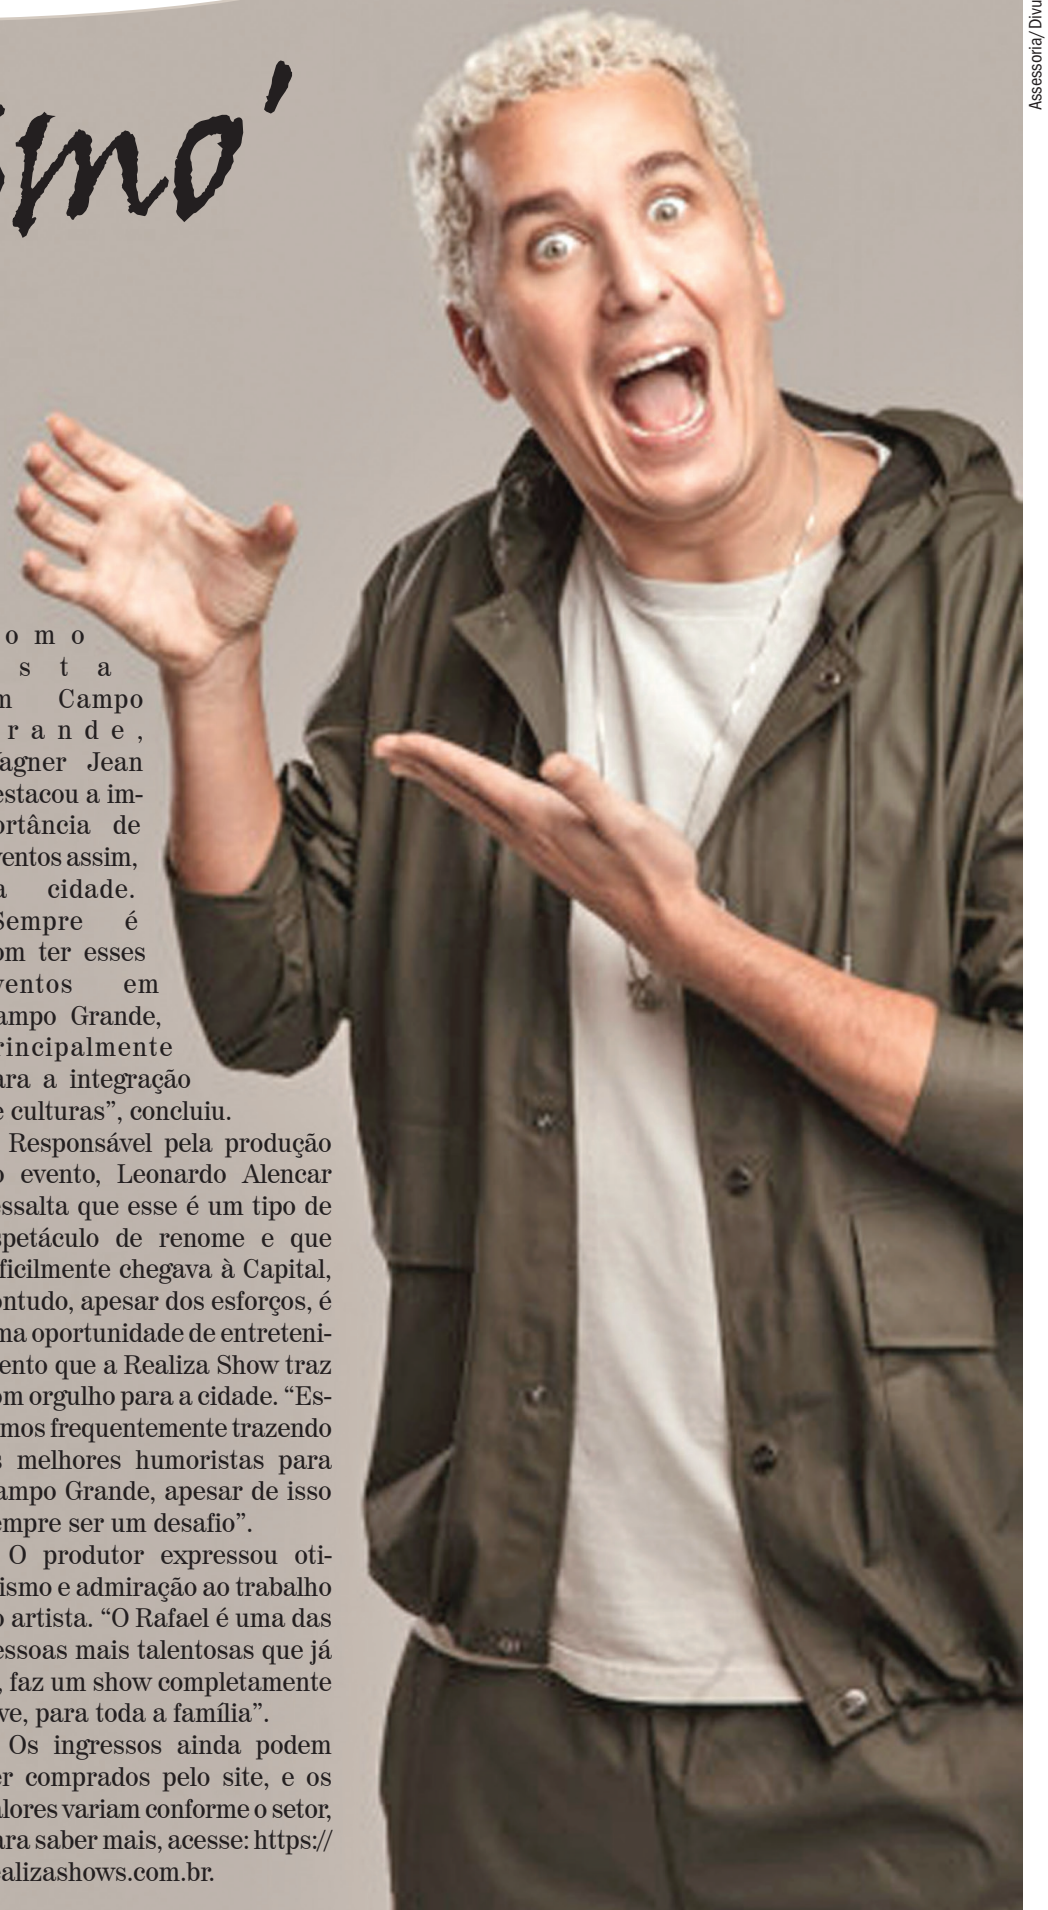 smo'
Assessoria/ Divu
omo
sta
m Campo
rande,
agner Jean
estacou a im-
ortância de
ventos assim,
a cidade.
Sempre é
om ter esses
ventos em
ampo Grande,
rincipalmente
ara a integração
e culturas”, concluiu.
Responsável pela produção
o evento, Leonardo Alencar
essalta que esse é um tipo de
spetáculo de renome e que
ficilmente chegava à Capital,
ontudo, apesar dos esforços, é
ma oportunidade de entreteni-
ento que a Realiza Show traz
om orgulho para a cidade. “Es-
mos frequentemente trazendo
s melhores humoristas para
ampo Grande, apesar de isso
empre ser um desafio”.
O produtor expressou oti-
ismo e admiração ao trabalho
o artista. “O Rafael é uma das
essoas mais talentosas que já
, faz um show completamente
ve, para toda a família”.
Os ingressos ainda podem
er comprados pelo site, e os
alores variam conforme o setor,
ara saber mais, acesse: https://
ealizashows.com.br.